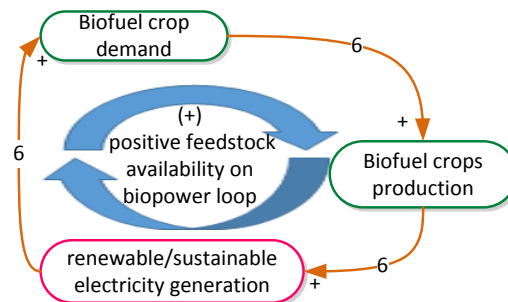 Biofuel crop
demand
6
+
+
(+)
positive feedstock
availability on
biopower loop
Biofuel crops
production
6
6
renewable/sustainable
electricity generation
+